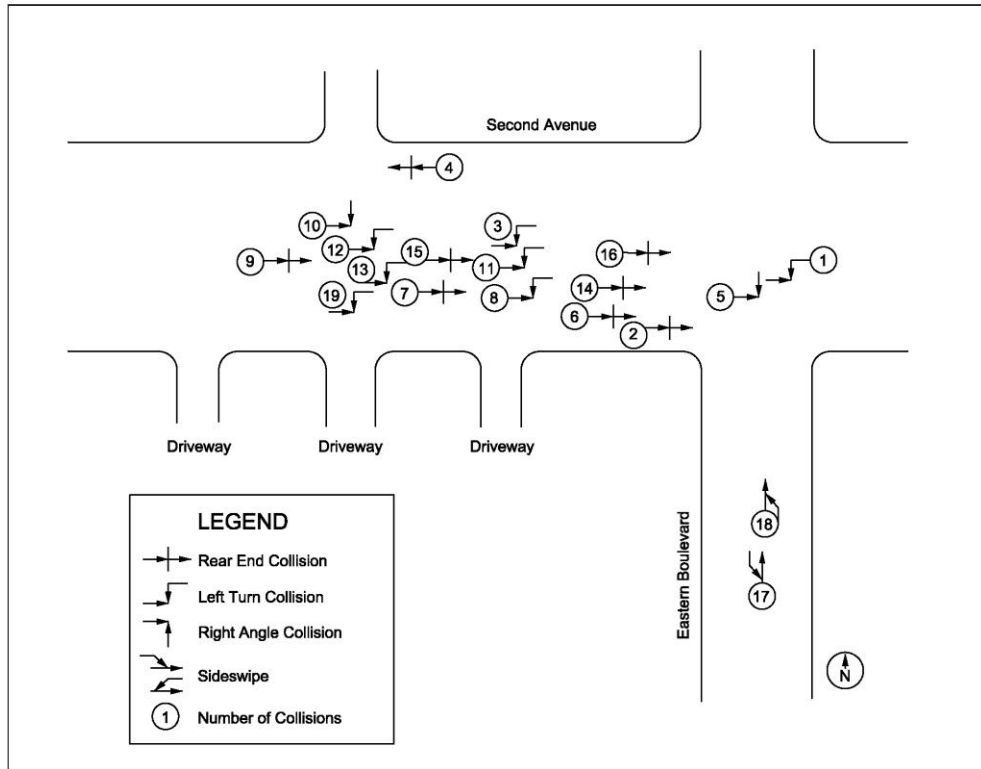 Second Avenue
4
10
3
12
15
16
1
9
13
11
14
5
19
7
8
6
2
Driveway
Driveway
Driveway
18
17
Eastern Boulevard
N
LEGEND
Rear End Collision
Left Turn Collision
Right Angle Collision
Sideswipe
1 Number of Collisions